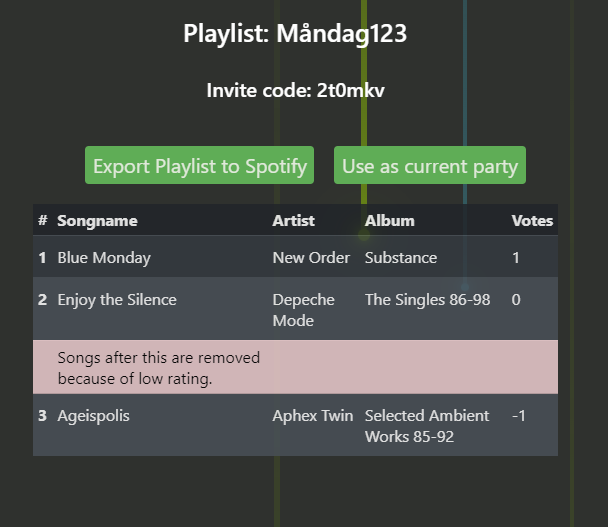 Playlist: Måndag123
Invite code: 2t0mkv
Export Playlist to Spotify Use as current party
# Songname Artist Album Votes
1 Blue Monday New Order Substance 1
2 Enjoy the Silence Depeche The Singles 86-98 0
Mode
Songs after this are removed
because of low rating.
3 Ageispolis Aphex Twin Selected Ambient -1
Works 85-92